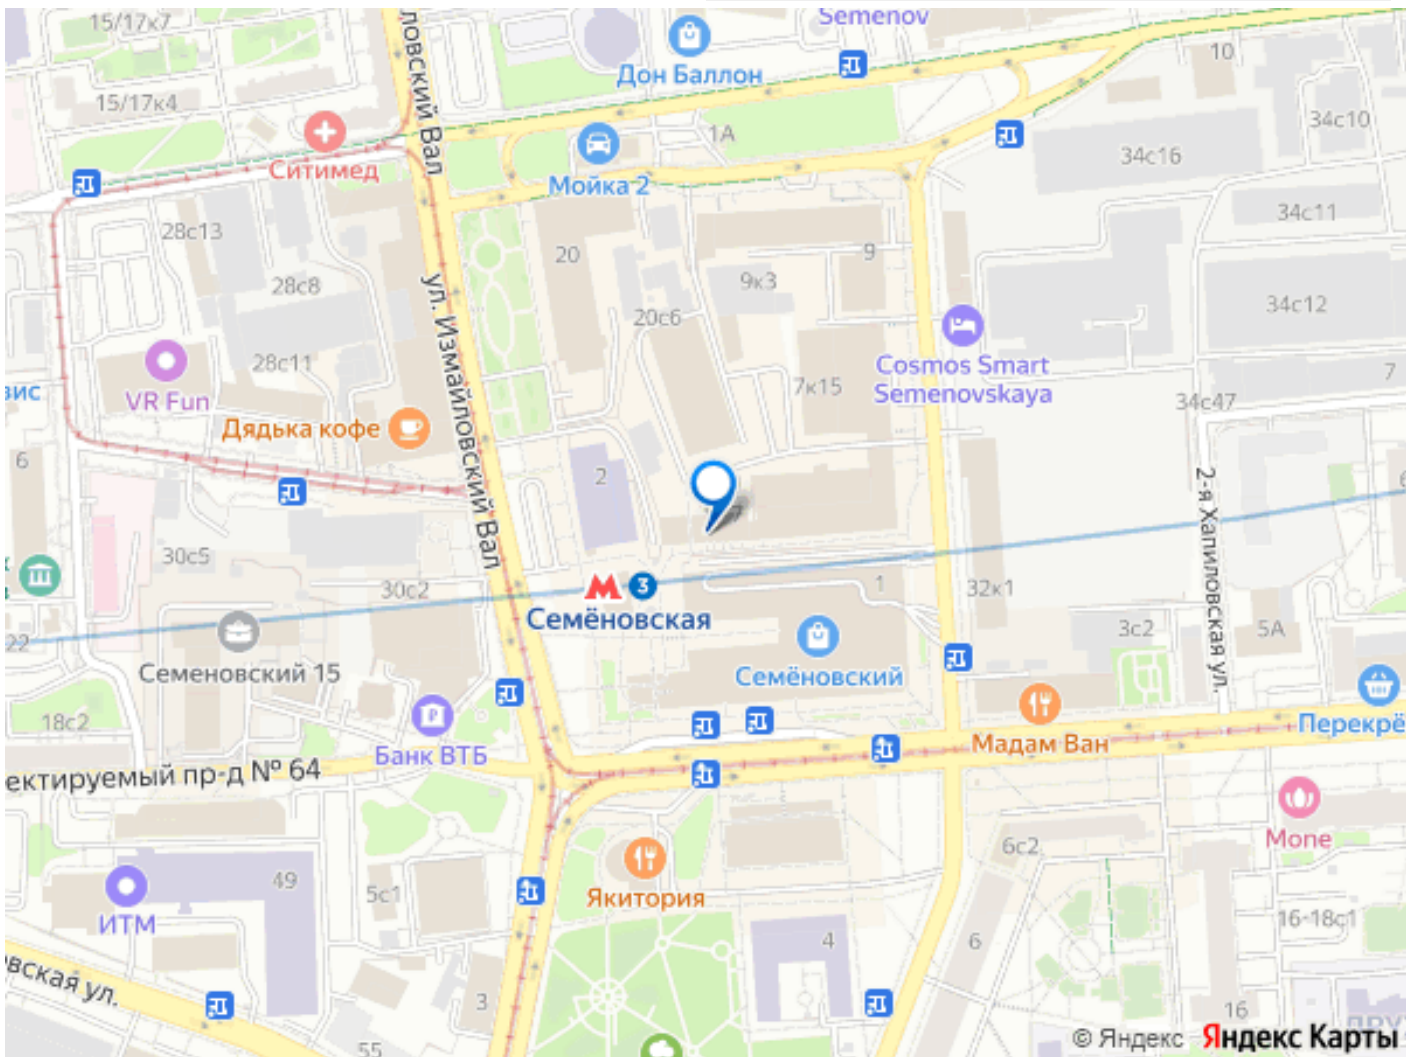 15/17к7
ловский Вал
Semenov
Дон Баллон
10
15/17к4
34с10
1А
34с16
Ситимед
Мойка 2
28с13
34с11
20
9
28с8
9к3
34с12
20с6
ул. Измайловский Вал
28с11
Cosmos Smart
Semenovskaya
7к15
7
VR Fun
вис
34с47
Дядька кофе
6
2
2-я Хапиловская ул.
7
30с5
30с2
М 3
Семёновская
1
32к1
22
3с2
5А
Семеновский 15
Семёновский
18с2
Перекрё
Банк ВТБ
Мадам Ван
ектируемый пр-д № 64
Mone
6с2
49
5с1
Якитория
ИТМ
16-18с1
4
6
вская ул.
3
16
55
© Яндекс Яндекс Карты